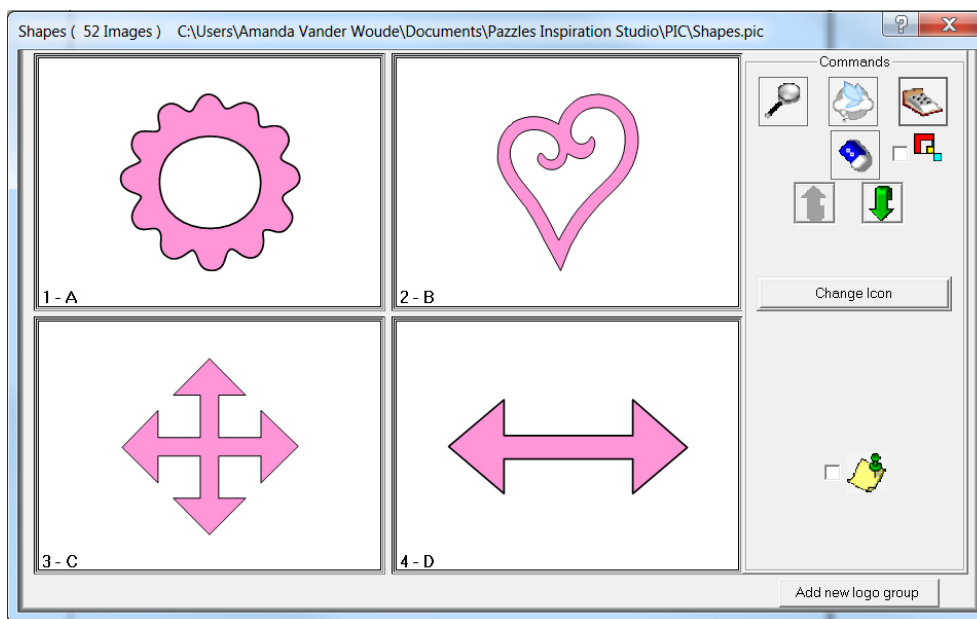 Shapes ( 52 Images )    C:\Users\Amanda Vander Woude\Documents\Pazzles Inspiration Studio\PIC\Shapes.pic
Commands
1 - A
2 - B
Change Icon
3 - C
4 - D
Add new logo group